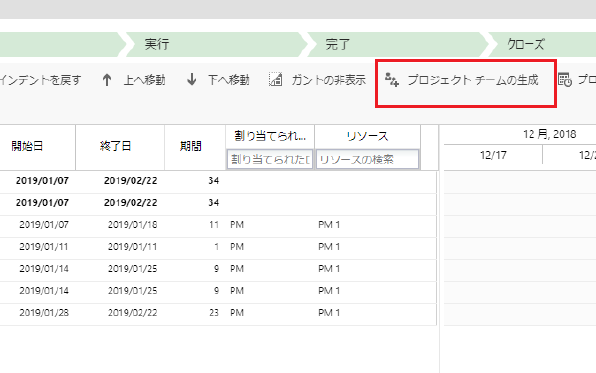 実行 完了 クローズ
インデントを戻す 上へ移動 下へ移動 ガントの非表示 プロジェクト チームの生成 プロ
開始日 終了日 期間 割り当てられ... リソース 12 月, 2018
割り当てられた リソースの検索 12/17
2019/01/07 2019/02/22 34
2019/01/07 2019/02/22 34
2019/01/07 2019/01/18 11 PM PM 1
2019/01/11 2019/01/11 1 PM PM 1
2019/01/14 2019/01/25 9 PM PM 1
2019/01/14 2019/01/25 9 PM PM 1
2019/01/28 2019/02/22 23 PM PM 1